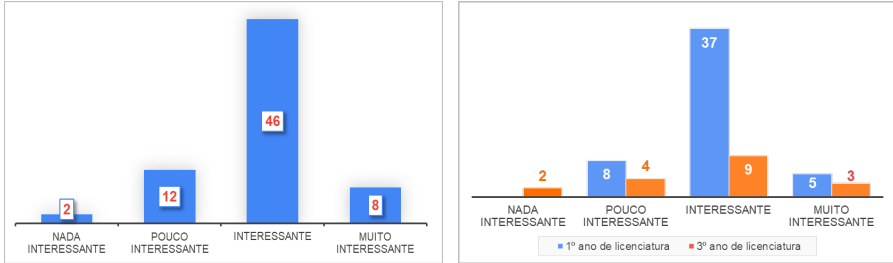 2
12
46
8
NADA
INTERESSANTE
POUCO
INTERESSANTE
INTERESSANTE
MUITO
INTERESSANTE
2
8
4
37
9
5
3
NADA
INTERESSANTE
POUCO
INTERESSANTE
INTERESSANTE
MUITO
INTERESSANTE
1º ano de licenciatura
3º ano de licenciatura